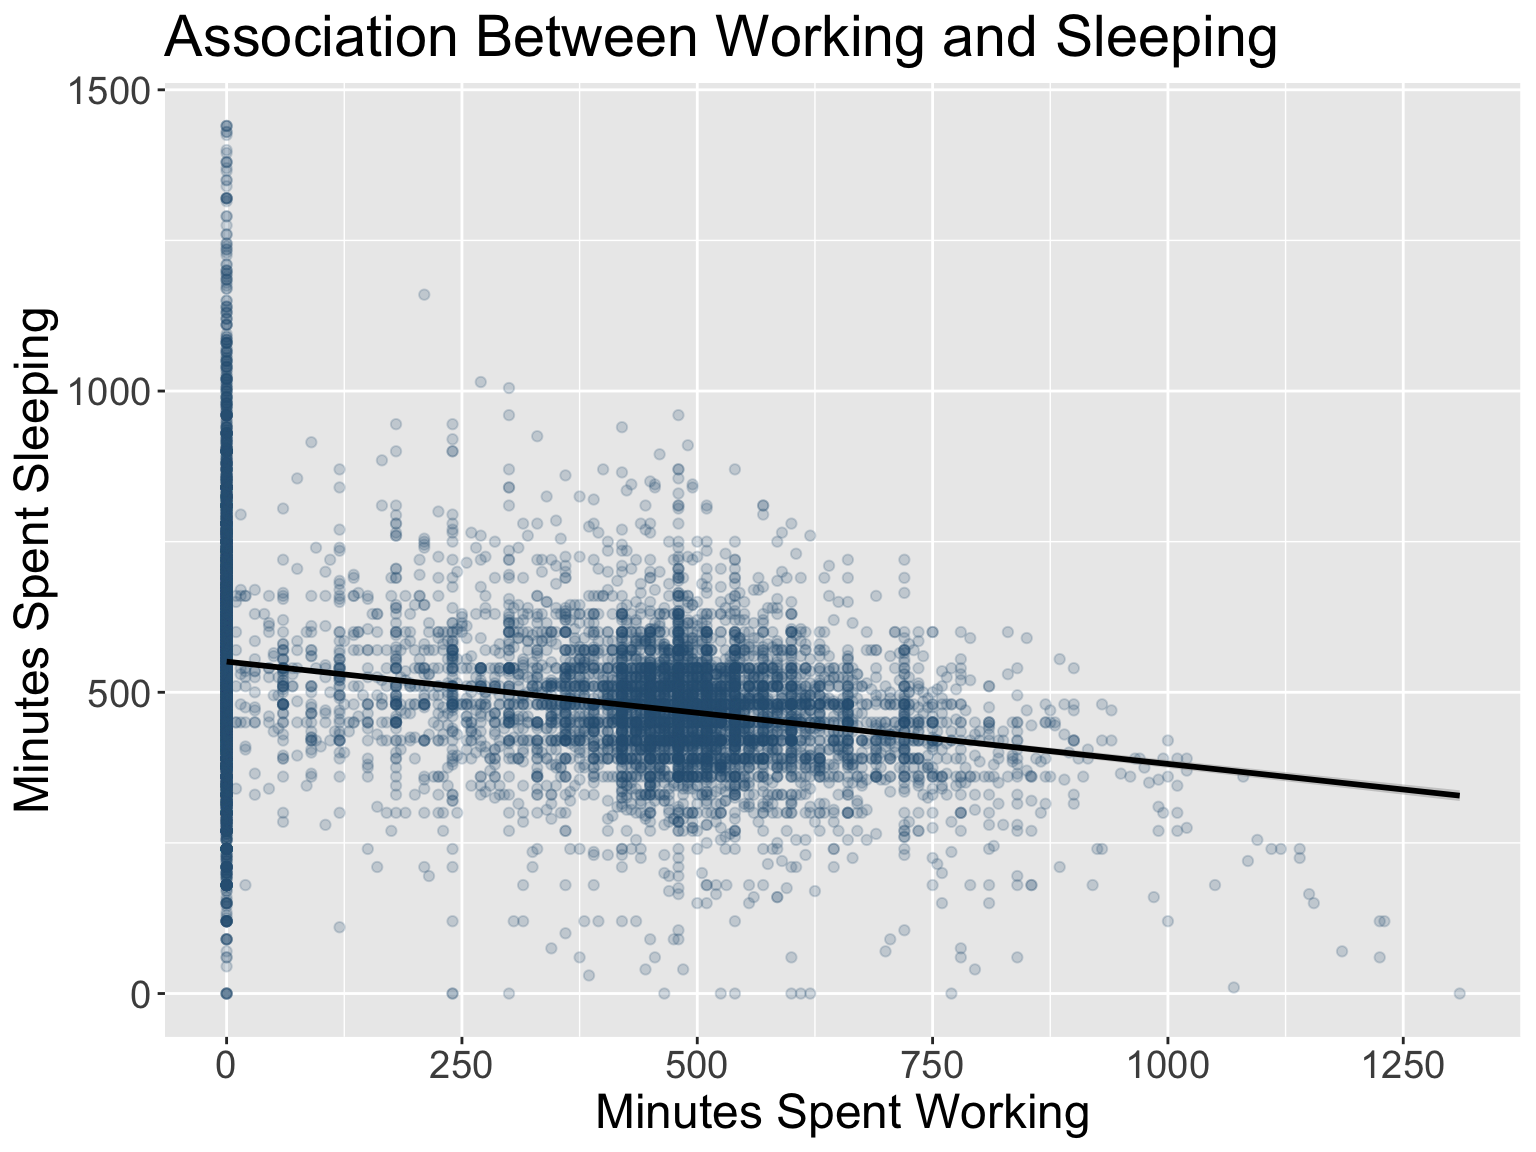 Association Between Working and Sleeping
Minutes Spent Sleeping
1500
1000
500
0
0 250 500 750 1000 1250
Minutes Spent Working